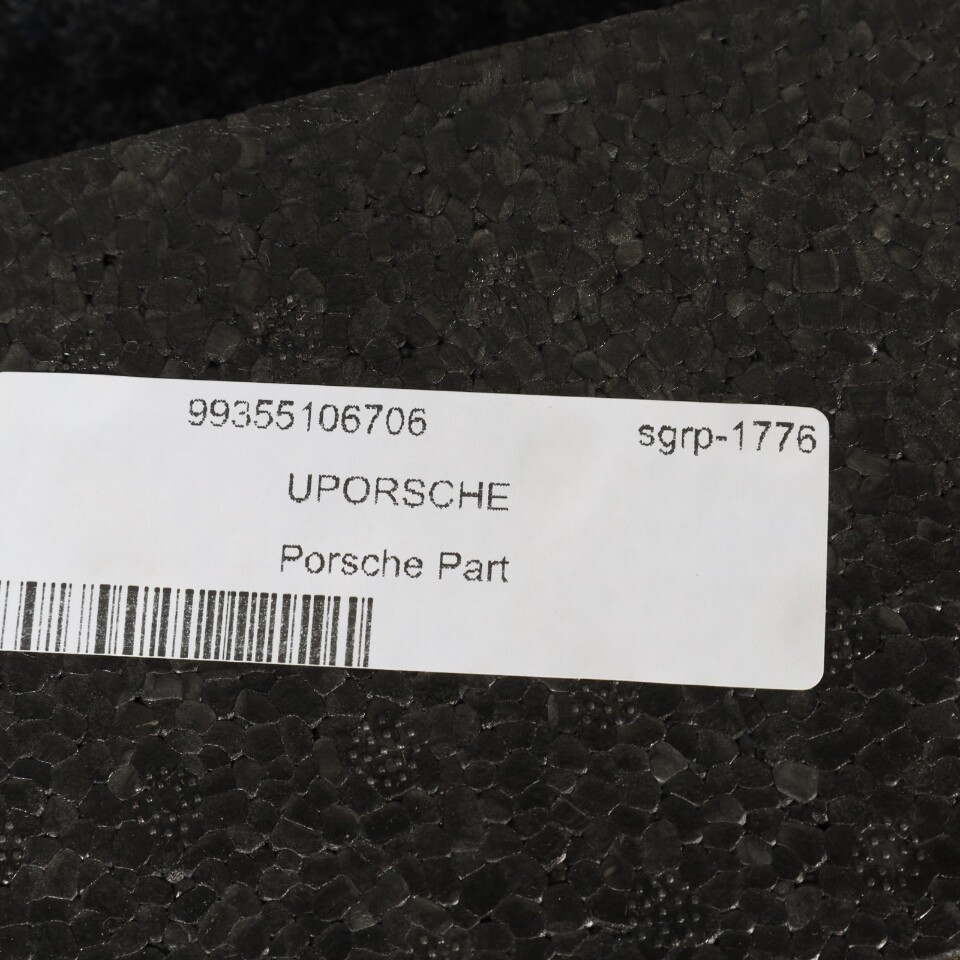 99355106706 sgrp-1776
UPORSCHE
Porsche Part